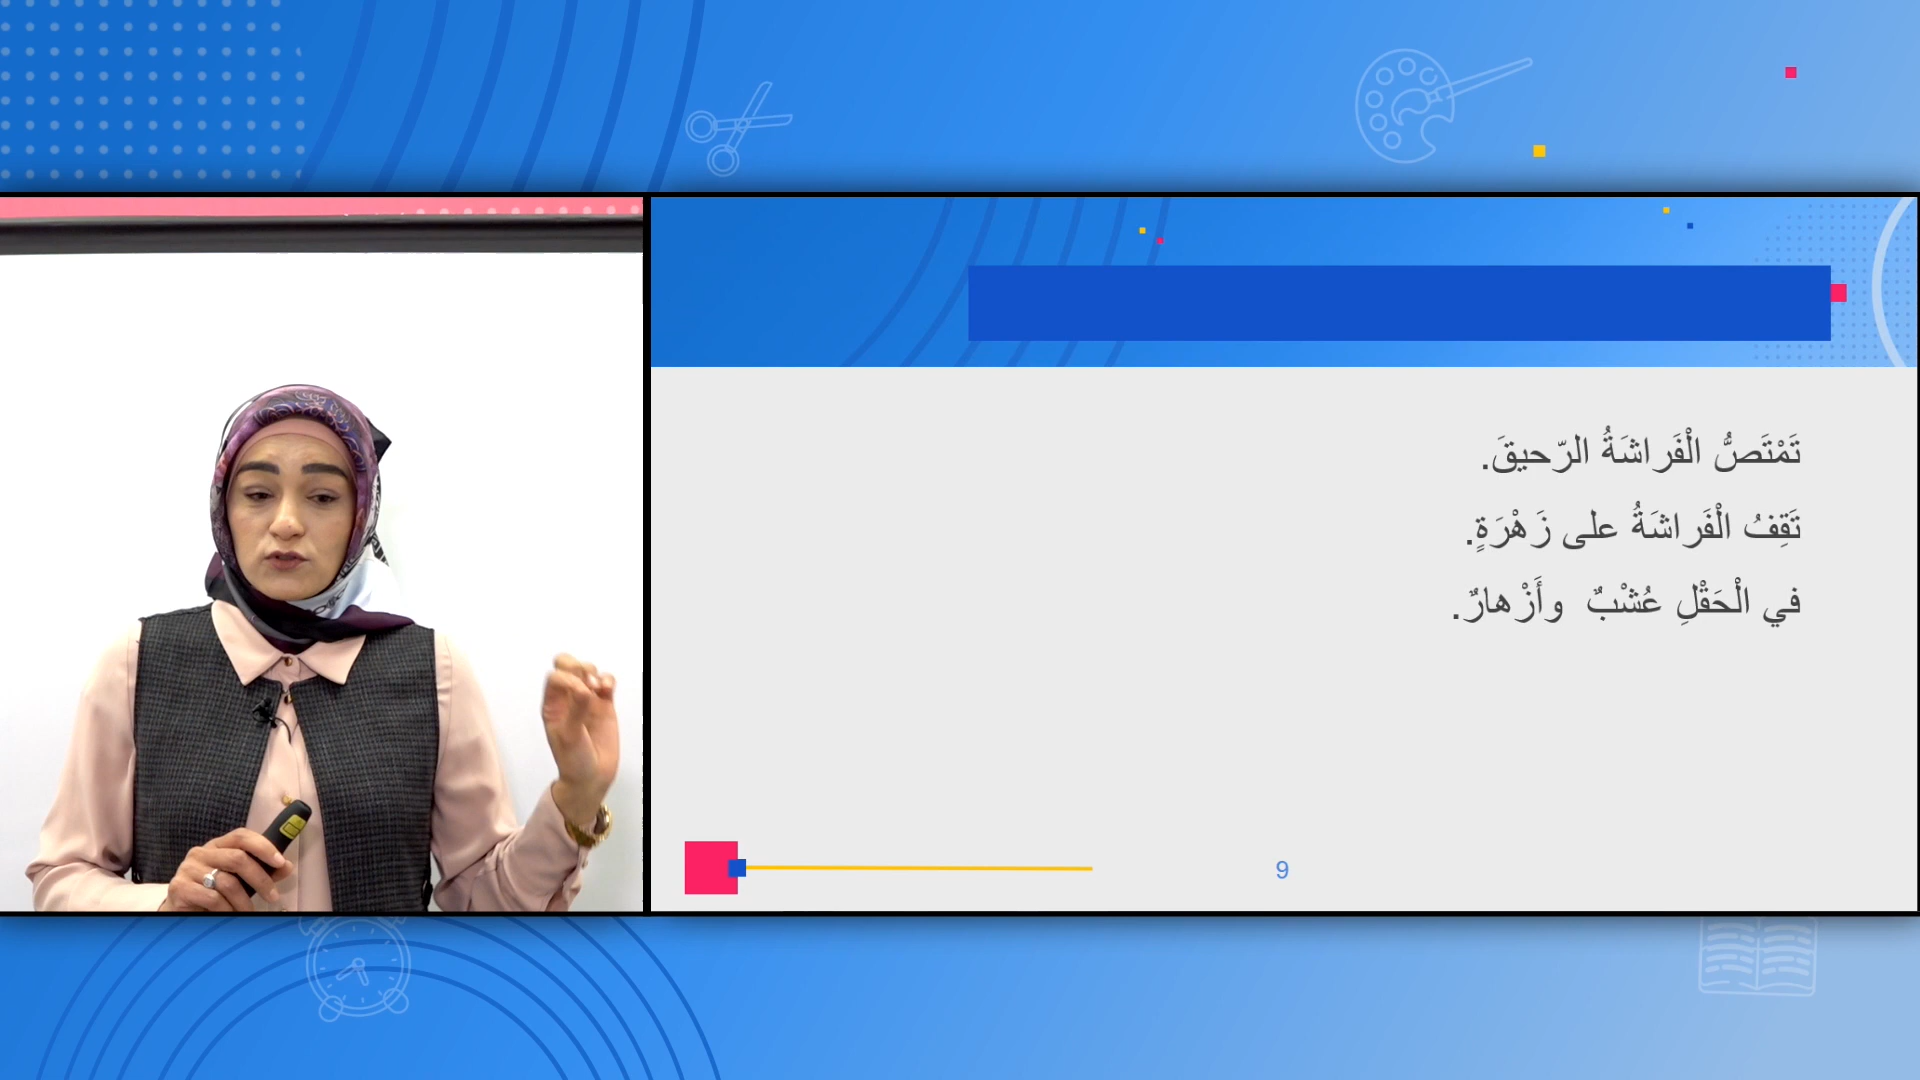 تَمْتَصُّ الْفَراشَةُ الرّحيقَ.
تَقِفُ الْفَراشَةُ على زَهْرَةٍ.
في الْحَقْلِ عُشْبٌ وأَزْهارٌ.
9